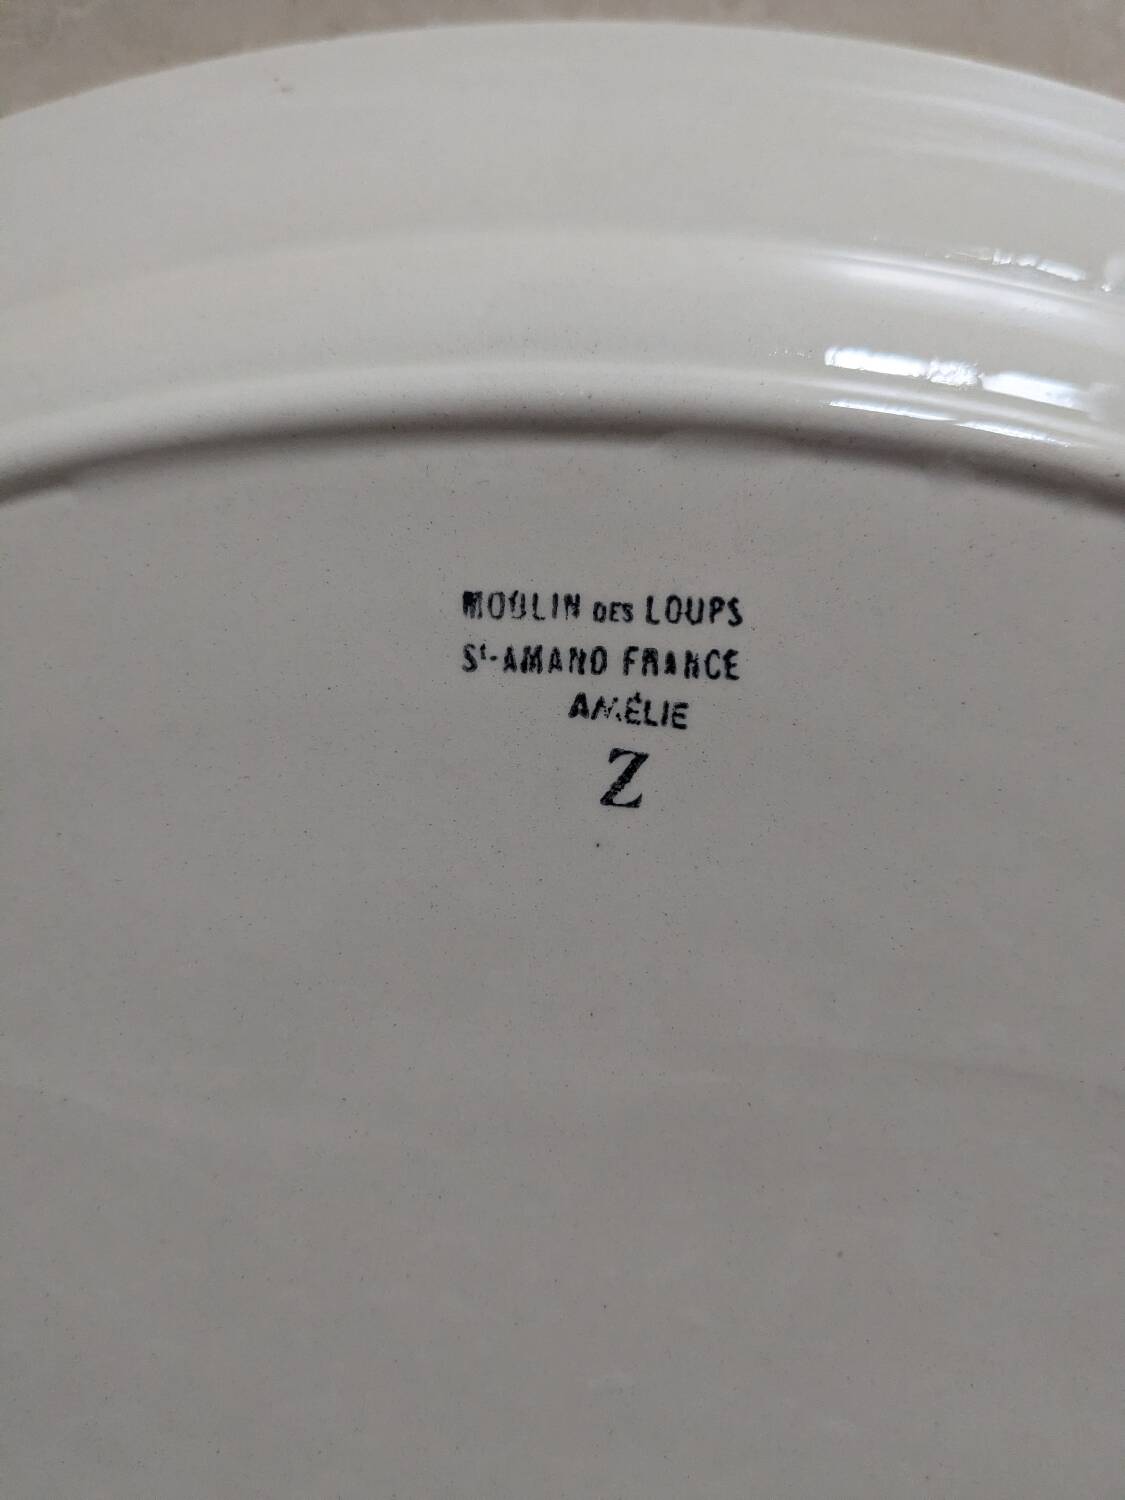 MOULIN DES LOUPS
St-AMAND FRANCE
AMÉLIE
Z